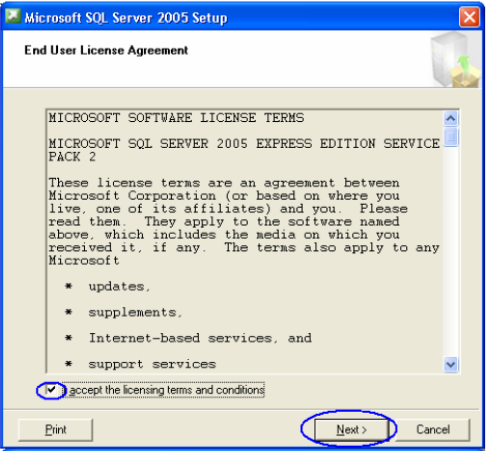 Microsoft SQL Server 2005 Setup
End User License Agreement
MICROSOFT SOFTWARE LICENSE TERMS
MICROSOFT SQL SERVER 2005 EXPRESS EDITION SERVICE
PACK 2
These license terms are an agreement between
Microsoft Corporation (or based on where you
live, one of its affiliates) and you.  Please
read them.  They apply to the software named
above, which includes the media on which you
received it, if any.  The terms also apply to any
Microsoft
* updates,
* supplements,
* Internet-based services, and
* support services
I accept the licensing terms and conditions
Print
Next >
Cancel